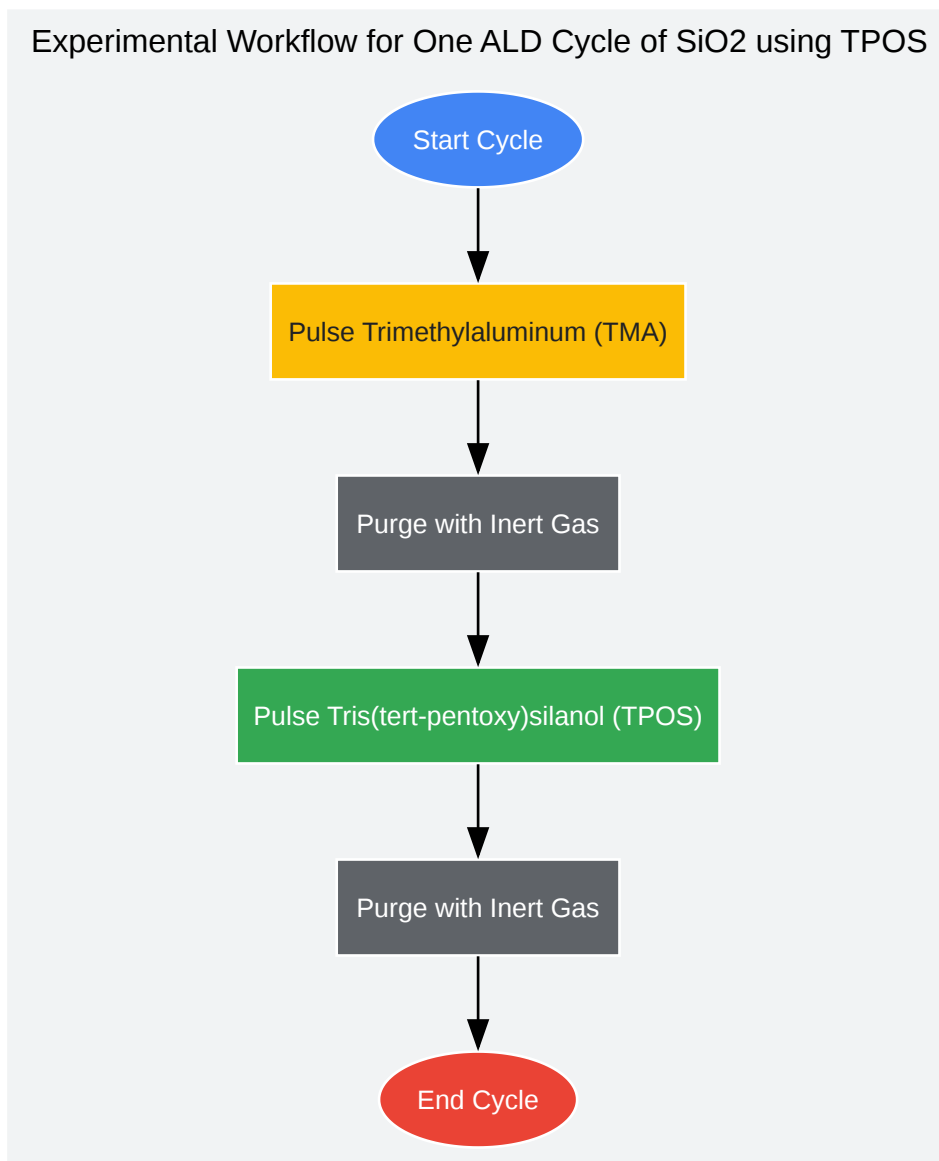 Experimental Workflow for One ALD Cycle of SiO2 using TPOS
Start Cycle
Pulse Trimethylaluminum (TMA)
Purge with Inert Gas
Pulse Tris(tert-pentoxy)silanol (TPOS)
Purge with Inert Gas
End Cycle